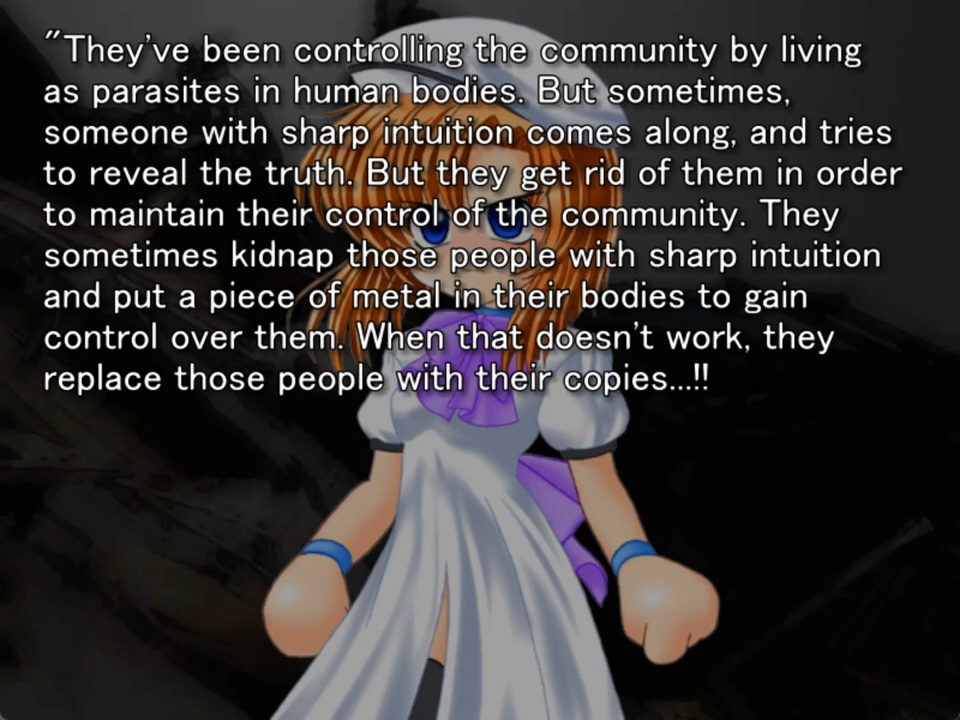 "They've been controlling the community by living
as parasites in human bodies. But sometimes,
someone with sharp intuition comes along, and tries
to reveal the truth. But they get rid of them in order
to maintain their control of the community. They
sometimes kidnap those people with sharp intuition
and put a piece of metal in their bodies to gain
control over them. When that doesn't work, they
replace those people with their copies...!!